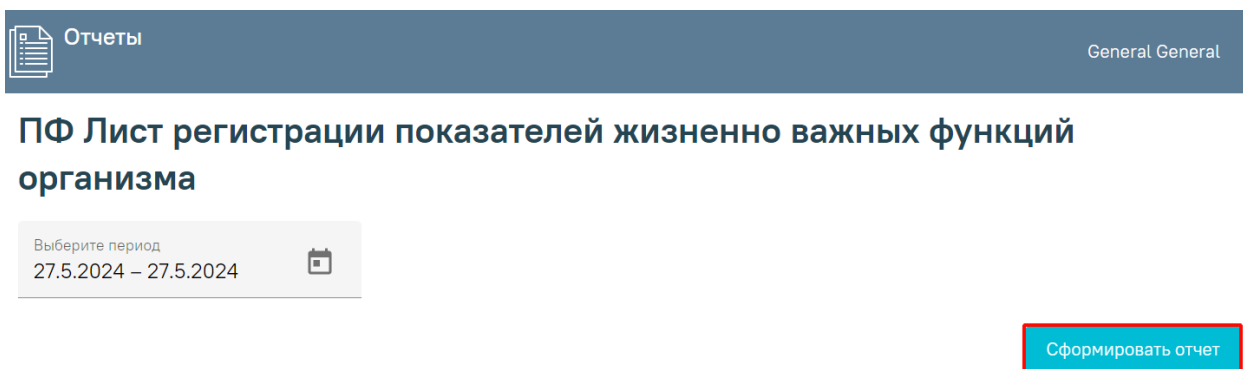 Отчеты
General General
ПФ Лист регистрации показателей жизненно важных функций
организма
Выберите период
27.5.2024 – 27.5.2024
Сформировать отчет